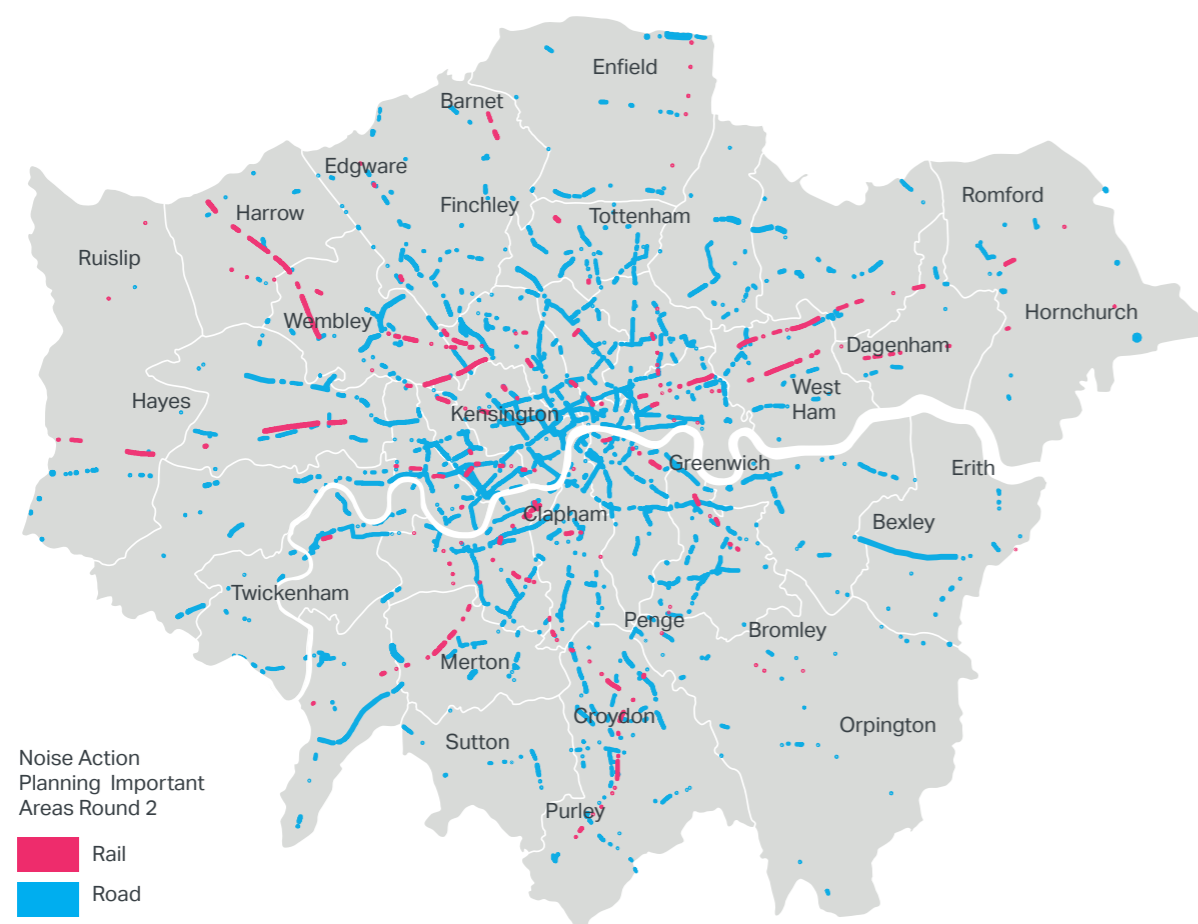 Enfield
Barnet
Edgware
Romford
Finchley
Harrow
Tottenham
Ruislip
Hornchurch
Wembley
Dagenham
West
Ham
Hayes
Kensington
Greenwich
Erith
Clapham
Bexley
Twickenham
Penge
Bromley
Merton
Croydon
Orpington
Sutton
Noise Action
Planning Important
Areas Round 2
Purley
Rail
Road